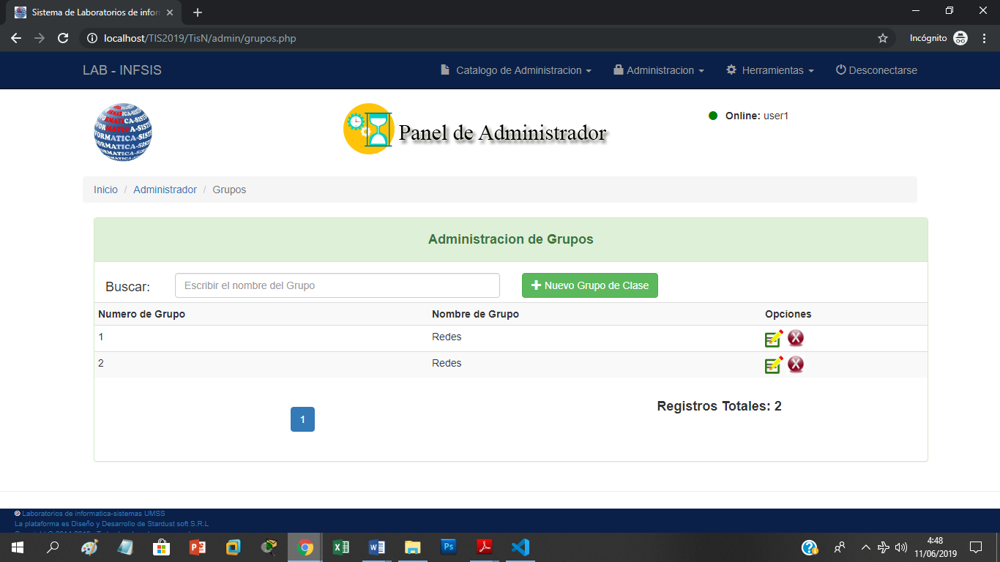 Sistema de Laboratorios de infor
localhost/TIS2019/TisN/admin/grupos.php
Incógnito
LAB - INFSIS
Catalogo de Administracion
Administracion
Herramientas
Desconectarse
Panel de Administrador
Online: user1
Inicio / Administrador / Grupos
Administracion de Grupos
Buscar:
Escribir el nombre del Grupo
Nuevo Grupo de Clase
Numero de Grupo Nombre de Grupo Opciones
1 Redes
2 Redes
Registros Totales: 2
1
© Laboratorios de informatica-sistemas UMSS
La plataforma es Diseño y Desarrollo de Stardust soft S.R.L
4:48
11/06/2019